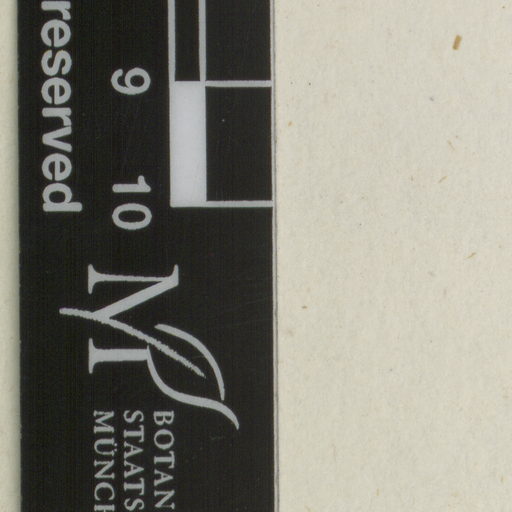 reserved
9 10
M
BOTAN
STAATS
MÜNCH